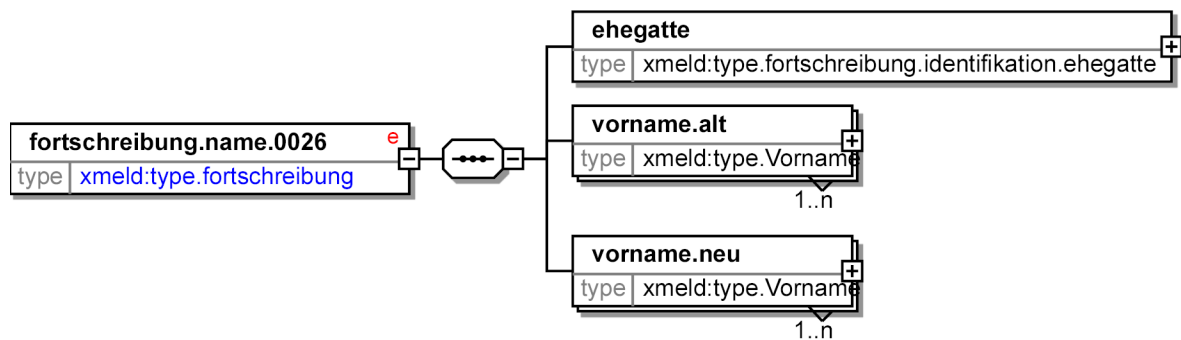 fortschreibung.name.0026 e
type xmeld:type.fortschreibung
ehegatte
type xmeld:type.fortschreibung.identifikation.ehegatte
vorname.alt
type xmeld:type.Vorname
1..n
vorname.neu
type xmeld:type.Vorname
1..n